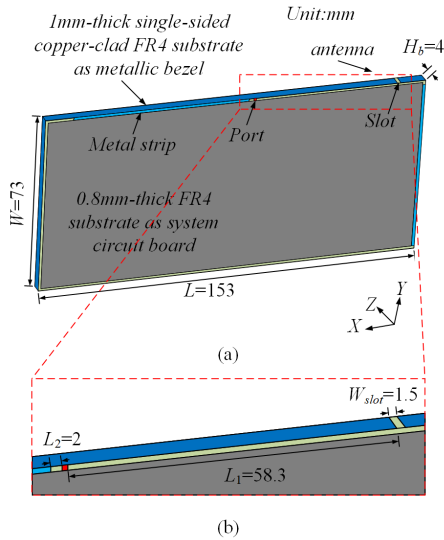 Unit:mm
1mm-thick single-sided
copper-clad FR4 substrate
as metallic bezel
antenna
H_b=4
Metal strip
Port
Slot
W=73
0.8mm-thick FR4
substrate as system
circuit board
L=153
X
Z
Y
(a)
W_slot=1.5
L_2=2
L_1=58.3
(b)